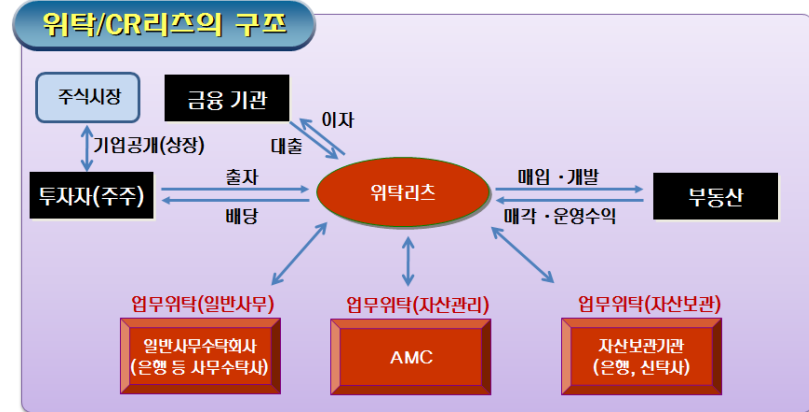 위탁/CR리츠의 구조
주식시장
금융 기관
이자
기업공개(상장)
대출
투자자(주주)
출자
배당
위탁리츠
매입 ·개발
매각 ·운영수익
부동산
업무위탁(일반사무)
업무위탁(자산관리)
업무위탁(자산보관)
일반사무수탁회사
(은행 등 사무수탁사)
AMC
자산보관기관
(은행, 신탁사)